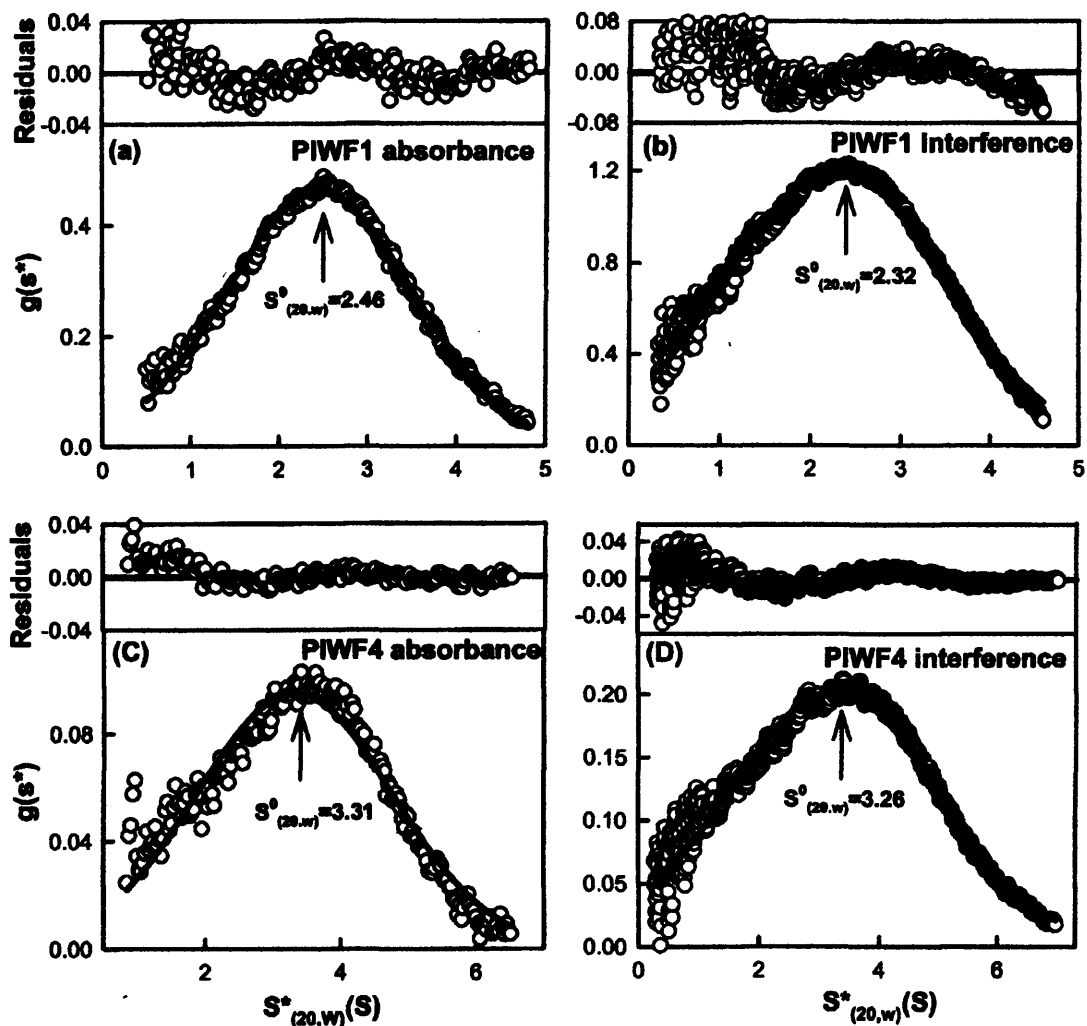 Residuals
0.04
0.00
-0.04
(a)
PIWF1 absorbance
g(s*)
0.4
0.2
0.0
S⁰(20.w)=2.46
0 1 2 3 4 5
0.08
0.00
-0.08
(b)
PIWF1 interference
1.2
0.8
0.4
0.0
S⁰(20.w)=2.32
0 1 2 3 4 5
Residuals
0.04
0.00
-0.04
(C)
PIWF4 absorbance
g(s*)
0.08
0.04
0.00
S⁰(20.w)=3.31
2 4 6
S*(20,W)(S)
0.04
0.00
-0.04
(D)
PIWF4 interference
0.20
0.15
0.10
0.05
0.00
S⁰(20.w)=3.26
0 2 4 6
S*(20,w)(S)